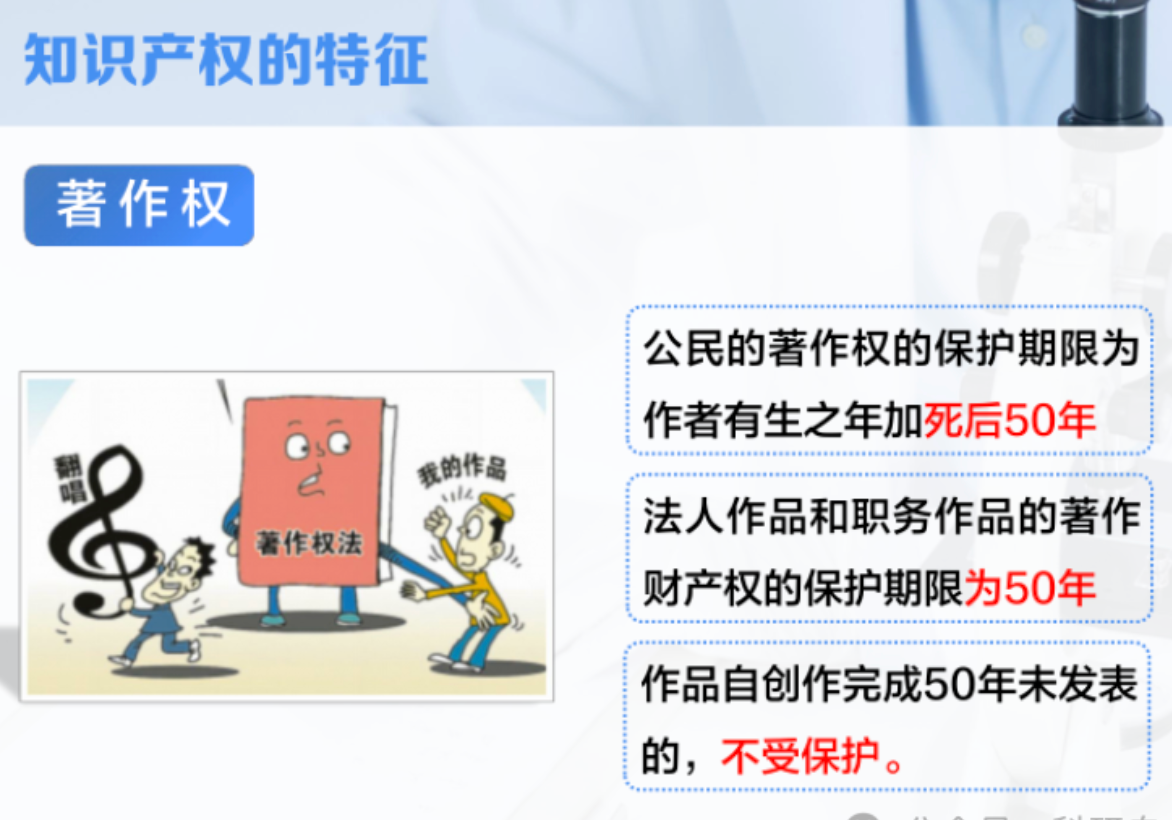 知识产权的特征
著作权
公民的著作权的保护期限为
作者有生之年加死后50年
翻唱
我的作品
著作权法
法人作品和职务作品的著作
财产权的保护期限为50年
作品自创作完成50年未发表
的，不受保护。